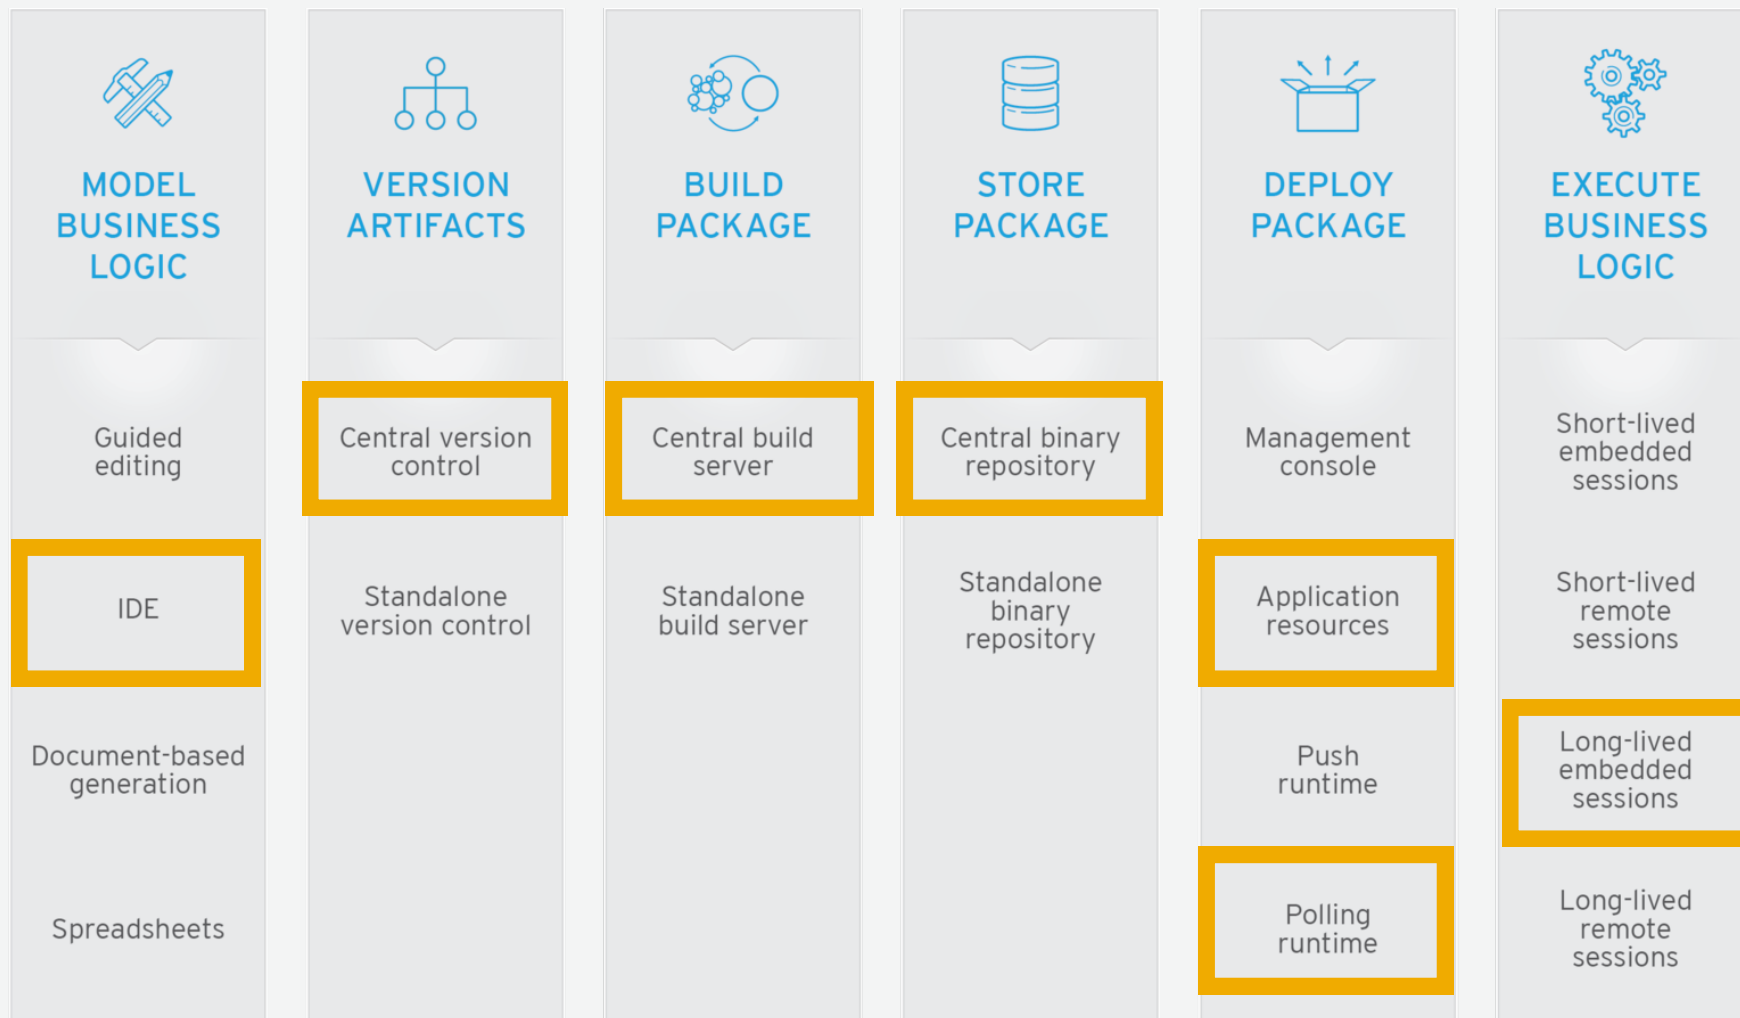 MODEL
BUSINESS
LOGIC
Guided
editing
IDE
Document-based
generation
Spreadsheets
VERSION
ARTIFACTS
Central version
control
Standalone
version control
BUILD
PACKAGE
Central build
server
Standalone
build server
STORE
PACKAGE
Central binary
repository
Standalone
binary
repository
DEPLOY
PACKAGE
Management
console
Application
resources
Push
runtime
Polling
runtime
EXECUTE
BUSINESS
LOGIC
Short-lived
embedded
sessions
Short-lived
remote
sessions
Long-lived
embedded
sessions
Long-lived
remote
sessions